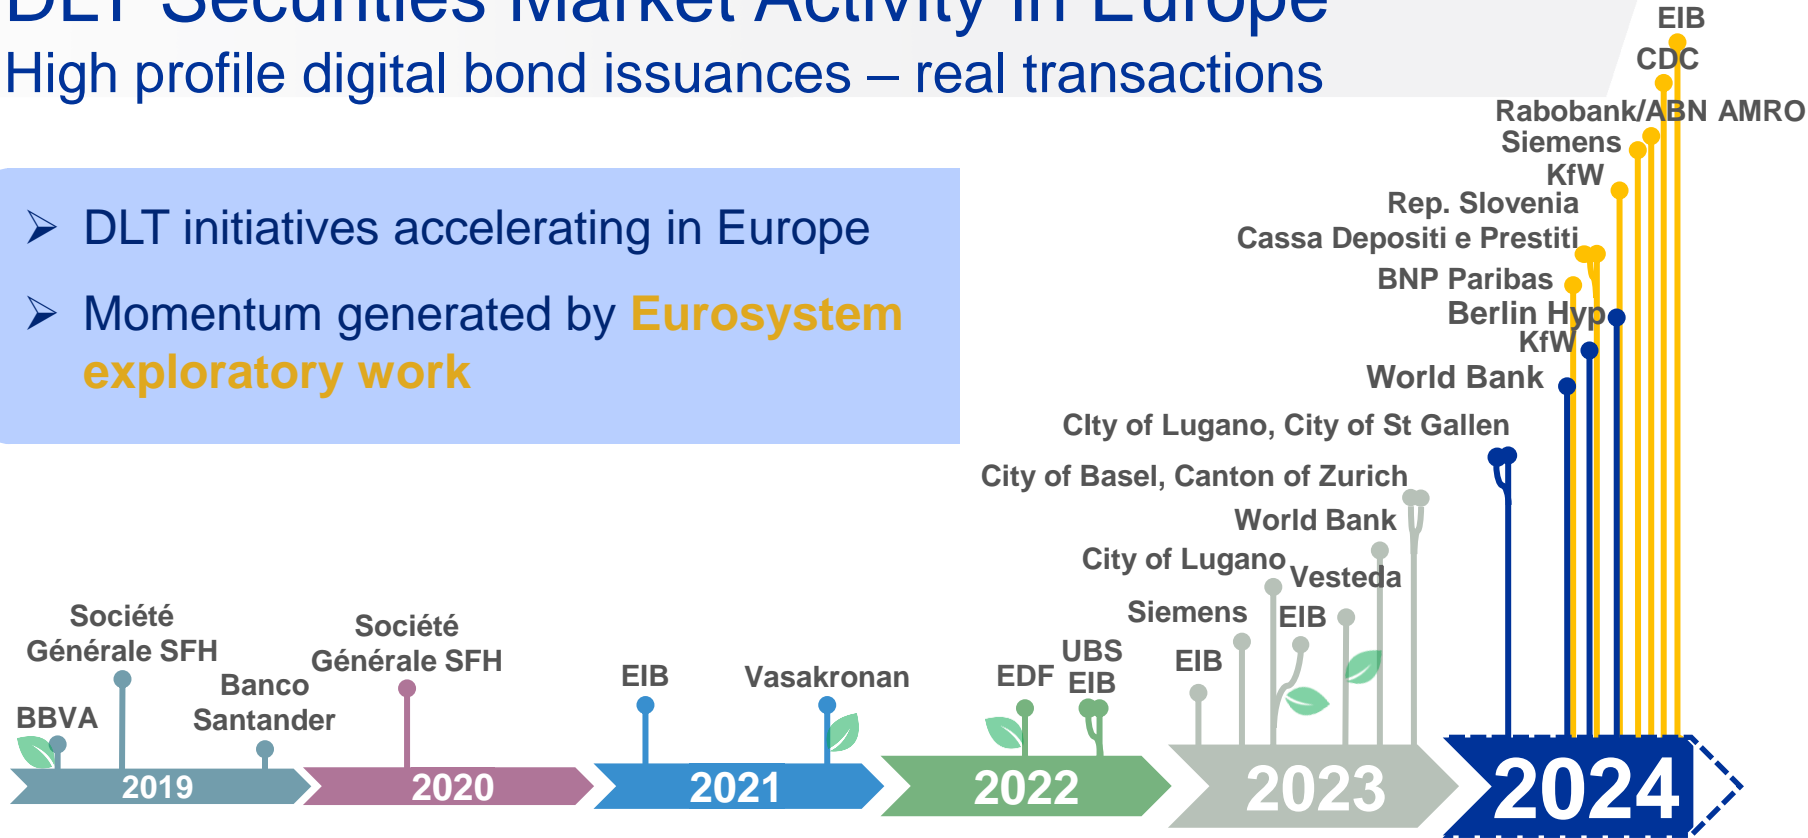 DLT Securities Market Activity in Europe
High profile digital bond issuances – real transactions
➢ DLT initiatives accelerating in Europe
➢ Momentum generated by Eurosystem
exploratory work
EIB
CDC
Rabobank/ABN AMRO
Siemens
KfW
Rep. Slovenia
Cassa Depositi e Prestiti
BNP Paribas
Berlin Hyp
KfW
World Bank
CIty of Lugano, City of St Gallen
City of Basel, Canton of Zurich
World Bank
City of Lugano
Vesteda
Siemens
EIB
EIB
UBS
EIB
EDF
Vasakronan
EIB
Société
Générale SFH
Banco
Santander
Société
Générale SFH
BBVA
2019
2020
2021
2022
2023
2024